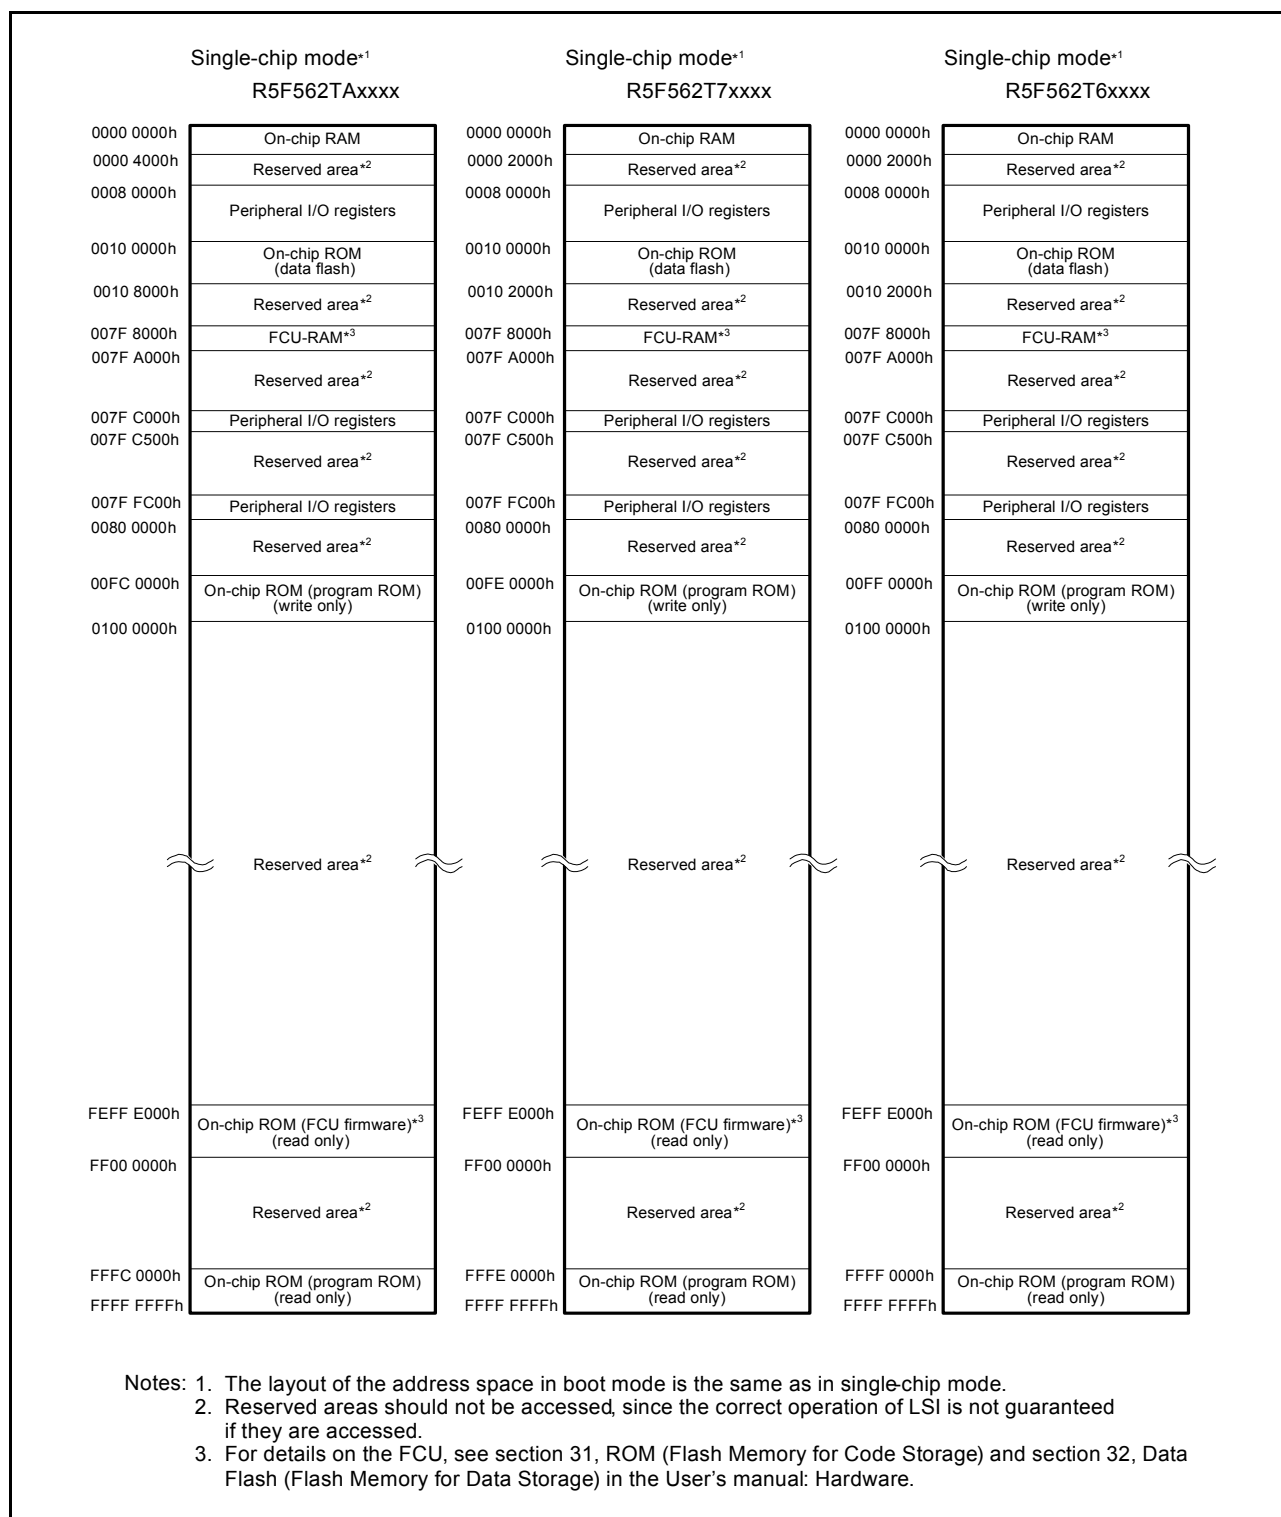 Single-chip mode*1
R5F562TAxxxx
0000 0000h
On-chip RAM
0000 4000h
Reserved area*2
0008 0000h
Peripheral I/O registers
0010 0000h
On-chip ROM
(data flash)
0010 8000h
Reserved area*2
007F 8000h
FCU-RAM*3
007F A000h
Reserved area*2
007F C000h
Peripheral I/O registers
007F C500h
Reserved area*2
007F FC00h
Peripheral I/O registers
0080 0000h
Reserved area*2
00FC 0000h
On-chip ROM (program ROM)
(write only)
0100 0000h
Reserved area*2
FEFF E000h
On-chip ROM (FCU firmware)*3
(read only)
FF00 0000h
Reserved area*2
FFFC 0000h
On-chip ROM (program ROM)
(read only)
FFFF FFFFh
Single-chip mode*1
R5F562T7xxxx
0000 0000h
On-chip RAM
0000 2000h
Reserved area*2
0008 0000h
Peripheral I/O registers
0010 0000h
On-chip ROM
(data flash)
0010 2000h
Reserved area*2
007F 8000h
FCU-RAM*3
007F A000h
Reserved area*2
007F C000h
Peripheral I/O registers
007F C500h
Reserved area*2
007F FC00h
Peripheral I/O registers
0080 0000h
Reserved area*2
00FE 0000h
On-chip ROM (program ROM)
(write only)
0100 0000h
Reserved area*2
FEFF E000h
On-chip ROM (FCU firmware)*3
(read only)
FF00 0000h
Reserved area*2
FFFE 0000h
On-chip ROM (program ROM)
(read only)
FFFF FFFFh
Single-chip mode*1
R5F562T6xxxx
0000 0000h
On-chip RAM
0000 2000h
Reserved area*2
0008 0000h
Peripheral I/O registers
0010 0000h
On-chip ROM
(data flash)
0010 2000h
Reserved area*2
007F 8000h
FCU-RAM*3
007F A000h
Reserved area*2
007F C000h
Peripheral I/O registers
007F C500h
Reserved area*2
007F FC00h
Peripheral I/O registers
0080 0000h
Reserved area*2
00FF 0000h
On-chip ROM (program ROM)
(write only)
0100 0000h
Reserved area*2
FEFF E000h
On-chip ROM (FCU firmware)*3
(read only)
FF00 0000h
Reserved area*2
FFFF 0000h
On-chip ROM (program ROM)
(read only)
FFFF FFFFh
Notes: 1. The layout of the address space in boot mode is the same as in single-chip mode.
2. Reserved areas should not be accessed, since the correct operation of LSI is not guaranteed
if they are accessed.
3. For details on the FCU, see section 31, ROM (Flash Memory for Code Storage) and section 32, Data
Flash (Flash Memory for Data Storage) in the User's manual: Hardware.